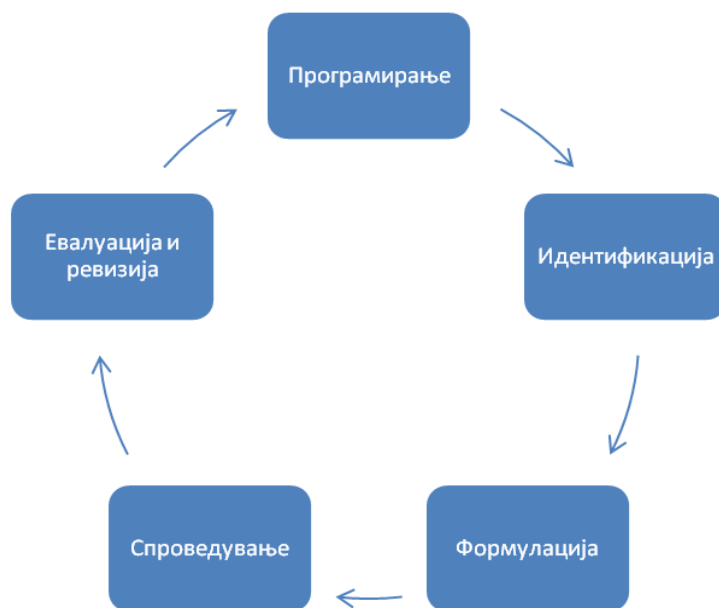 Програмирање
Идентификација
Формулација
Спроведување
Евалуација и
ревизија